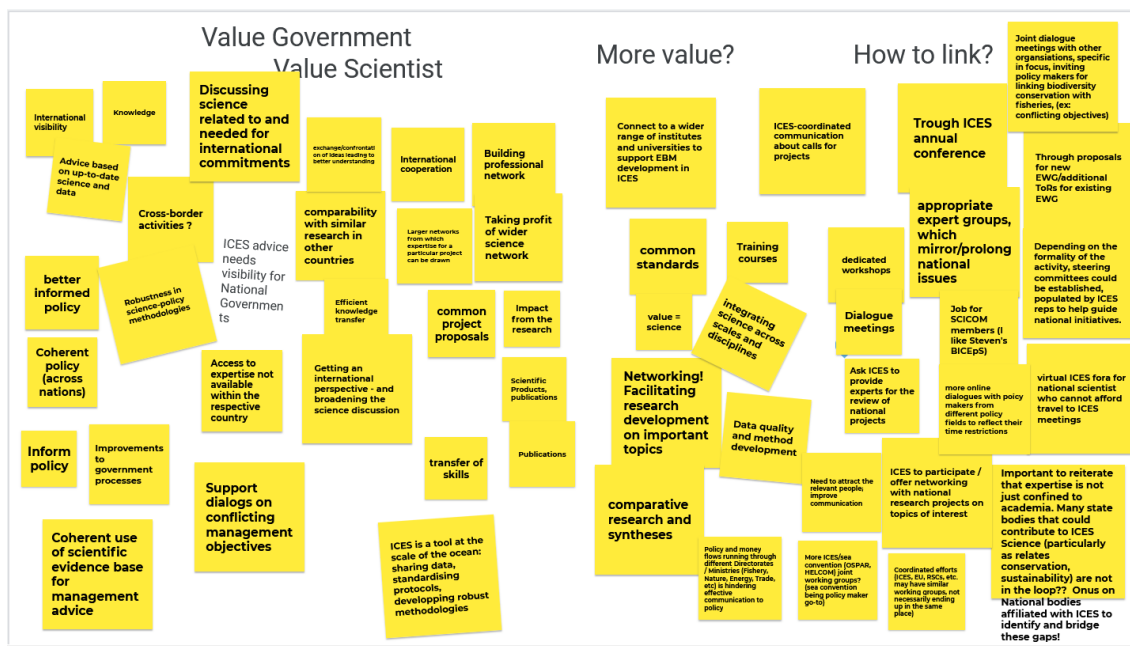 Value Government
Value Scientist
More value?
How to link?
International
visibility
Knowledge
Advice based
on up-to-date
science and
data
Cross-border
activities ?
Discussing
science
related to and
needed for
international
commitments
exchange/confrontati
on of ideas leading to
better understanding
International
cooperation
Building
professional
network
comparability
with similar
research in
other
countries
Larger networks
from which
expertise for a
particular project
can be drawn
Taking profit
of wider
science
network
ICES advice
needs
visibility for
National
Governmen
ts
better
informed
policy
Robustness in
science-policy
methodologies
Efficient
knowledge
transfer
common
project
proposals
Impact
from the
research
Coherent
policy
(across
nations)
Access to
expertise not
available
within the
respective
country
Getting an
international
perspective - and
broadening the
science discussion
Scientific
Products,
publications
Inform
policy
Improvements
to
government
processes
transfer of
skills
Publications
Support
dialogs on
conflicting
management
objectives
Coherent use
of scientific
evidence base
for
management
advice
ICES is a tool at the
scale of the ocean:
sharing data,
standardising
protocols,
developping robust
methodologies
Connect to a wider
range of institutes
and universities to
support EBM
development in
ICES
ICES-coordinated
communication
about calls for
projects
common
standards
Training
courses
value =
science
integrating
science across
scales and
disciplines
Networking!
Facilitating
research
development
on important
topics
Data quality
and method
development
comparative
research and
syntheses
Policy and money
flows running through
different Directorates
/ Ministries (Fishery,
Nature, Energy, Trade,
etc) is hindering
effective
communication to
policy
Joint dialogue
meetings with other
organsiations, specific
in focus, inviting
policy makers for
linking biodiversity
conservation with
fisheries, (ex:
conflicting objectives)
Trough ICES
annual
conference
Through proposals
for new
EWG/additional
ToRs for existing
EWG
appropriate
expert groups,
which
mirror/prolong
national
issues
dedicated
workshops
Depending on the
formality of the
activity, steering
committees could
be established,
populated by ICES
reps to help guide
national initiatives.
Dialogue
meetings
Job for
SCICOM
members (I
like Steven's
BICEpS)
Ask ICES to
provide
experts for the
review of
national
projects
more online
dialogues with poicy
makers from
different policy
fields to reflect their
time restrictions
virtual ICES fora for
national scientist
who cannot afford
travel to ICES
meetings
Need to attract the
relevant people,
improve
communication
ICES to participate /
offer networking
with national
research projects on
topics of interest
Important to reiterate
that expertise is not
just confined to
academia. Many state
bodies that could
contribute to ICES
Science (particularly
as relates
conservation,
sustainability) are not
in the loop?? Onus on
National bodies
affiliated with ICES to
identify and bridge
these gaps!
More ICES/sea
convention (OSPAR,
HELCOM) joint
working groups?
(sea convention
being policy maker
go-to)
Coordinated efforts
(ICES, EU, RSCs, etc.
may have similar
working groups, not
necessarily ending
up in the same
place)